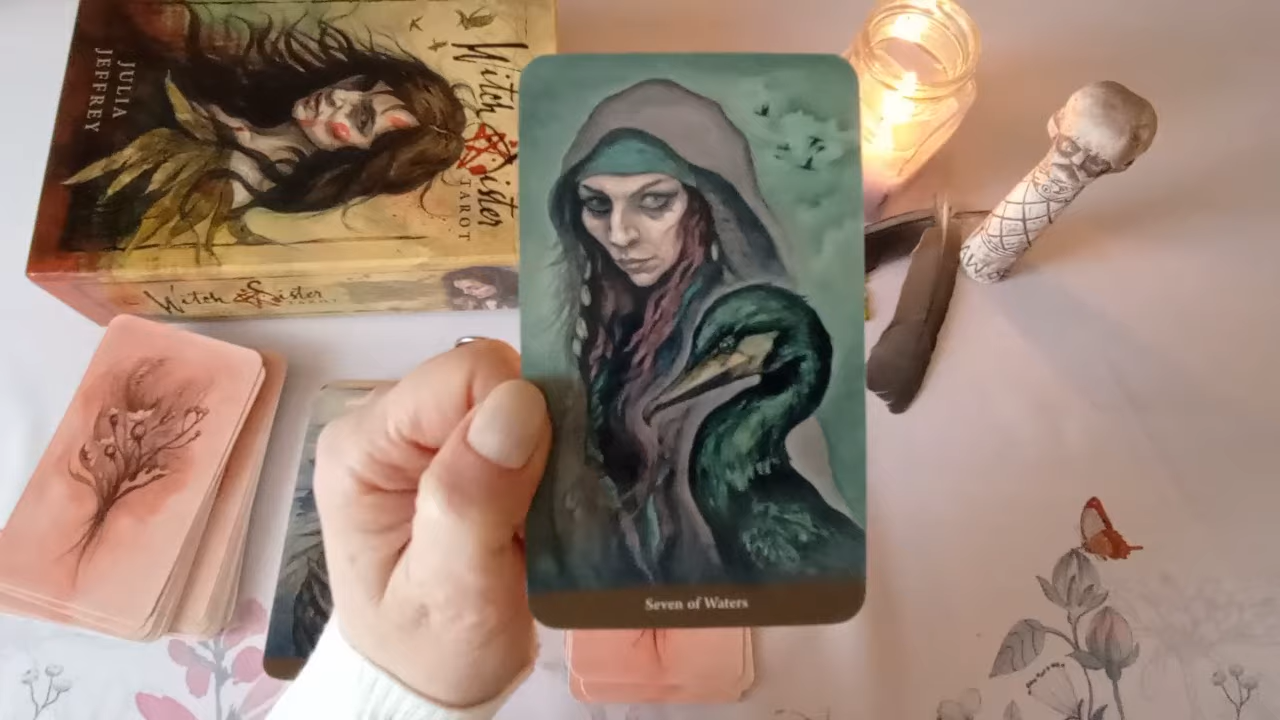 JULIA
JEFFREY
Witch Sister
TAROT
Witch Sister
Seven of Waters